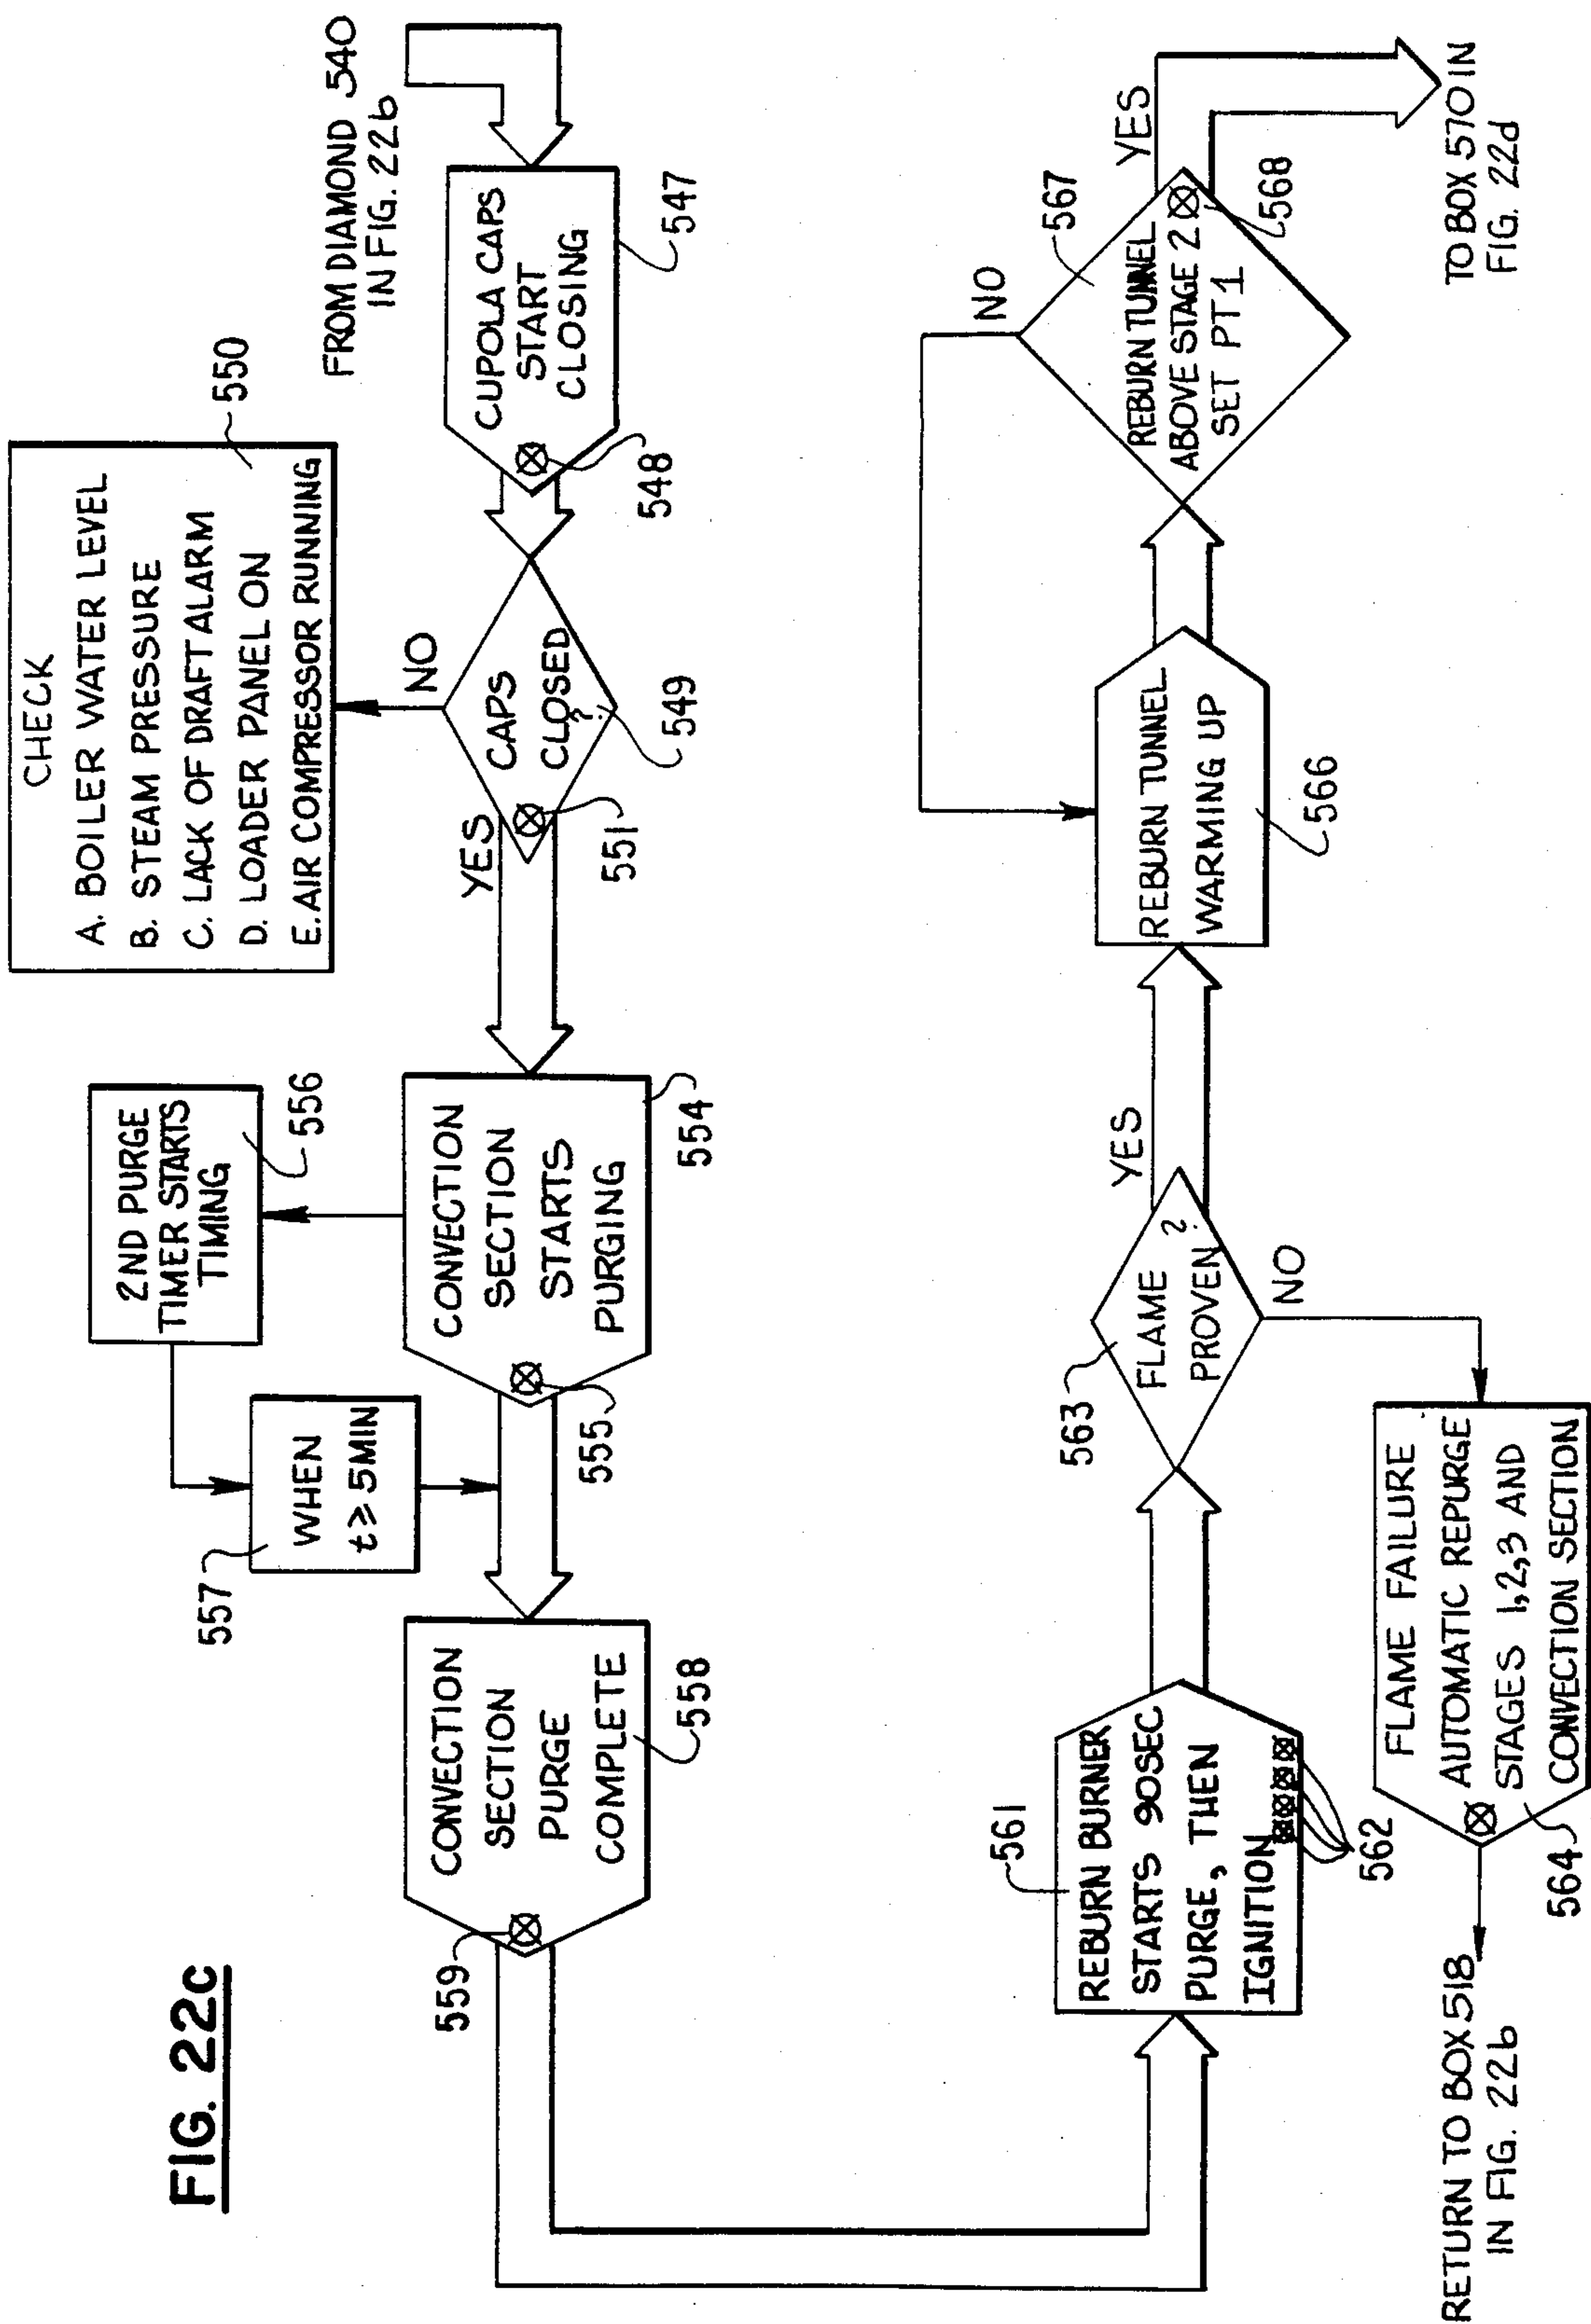 FIG. 22c
FROM DIAMOND 540
IN FIG. 22b
CUPOLA CAPS
START
CLOSING
547
548
CAPS
CLOSED
?
549
NO
CHECK
A. BOILER WATER LEVEL
B. STEAM PRESSURE
C. LACK OF DRAFT ALARM
D. LOADER PANEL ON
E. AIR COMPRESSOR RUNNING
550
YES
551
CONVECTION
SECTION
STARTS
PURGING
554
555
2ND PURGE
TIMER STARTS
TIMING
556
WHEN
t ≥ 5MIN
557
CONVECTION
SECTION
PURGE
COMPLETE
558
559
561
REBURN BURNER
STARTS 90SEC
PURGE, THEN
IGNITION
562
563
FLAME
PROVEN
?
NO
FLAME FAILURE
AUTOMATIC REPURGE
STAGES 1,2,3 AND
CONVECTION SECTION
564
RETURN TO BOX 518
IN FIG. 22b
YES
REBURN TUNNEL
WARMING UP
566
567
REBURN TUNNEL
ABOVE STAGE 2
SET PT1
568
NO
YES
TO BOX 570 IN
FIG. 22d